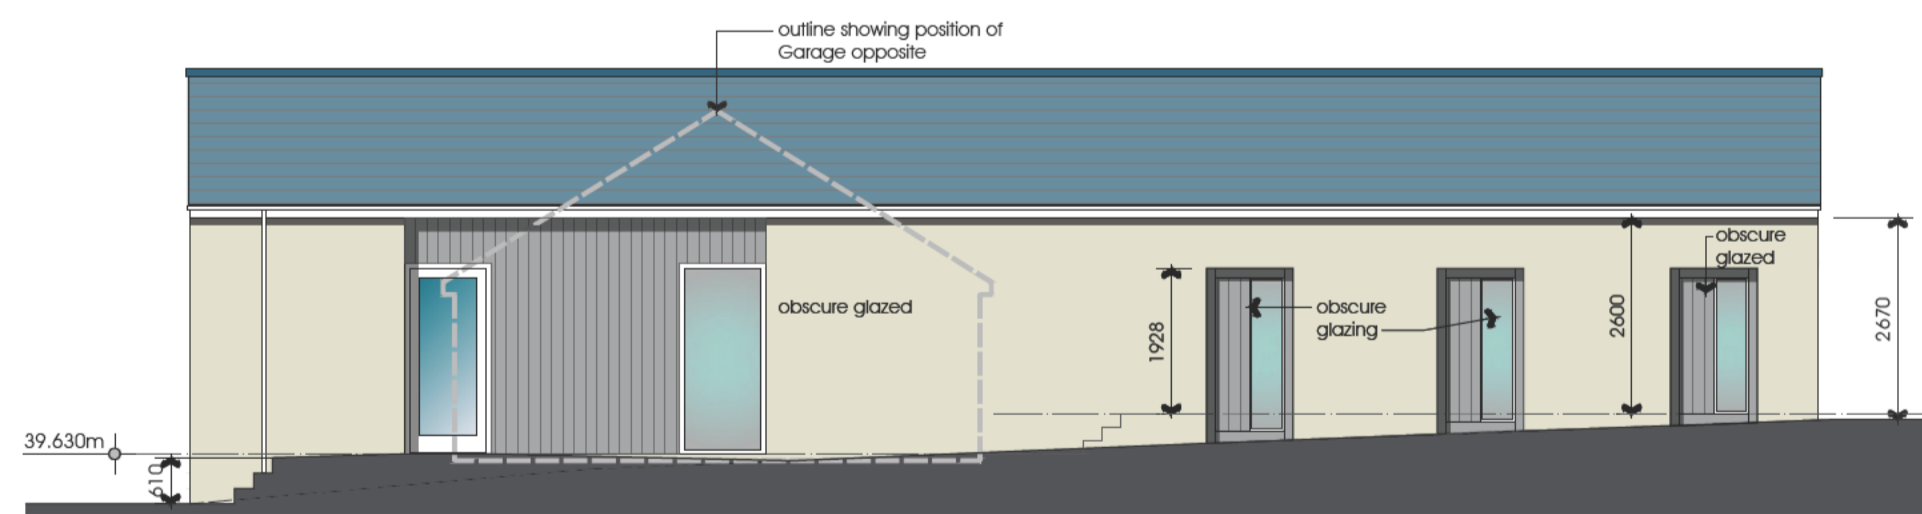 outline showing position of
Garage opposite
obscure glazed
obscure
glazing
obscure
glazed
1928
2600
2670
39.630m
610